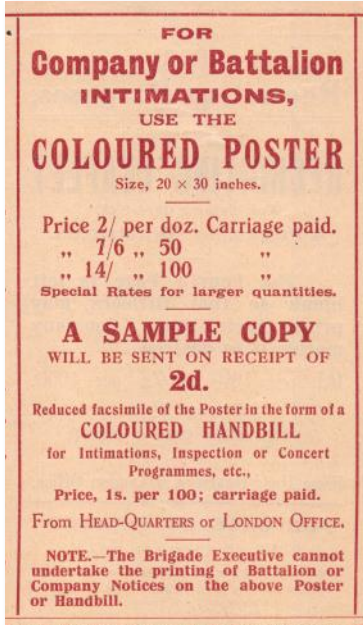 FOR
Company or Battalion
INTIMATIONS,
USE THE
COLOURED POSTER
Size, 20 × 30 inches.
Price 2/ per doz. Carriage paid.
„ 7/6 „ 50 „
„ 14/ „ 100 „
Special Rates for larger quantities.
A SAMPLE COPY
WILL BE SENT ON RECEIPT OF
2d.
Reduced facsimile of the Poster in the form of a
COLOURED HANDBILL
for Intimations, Inspection or Concert
Programmes, etc.,
Price, 1s. per 100; carriage paid.
From HEAD-QUARTERS or LONDON OFFICE.
NOTE.—The Brigade Executive cannot
undertake the printing of Battalion or
Company Notices on the above Poster
or Handbill.